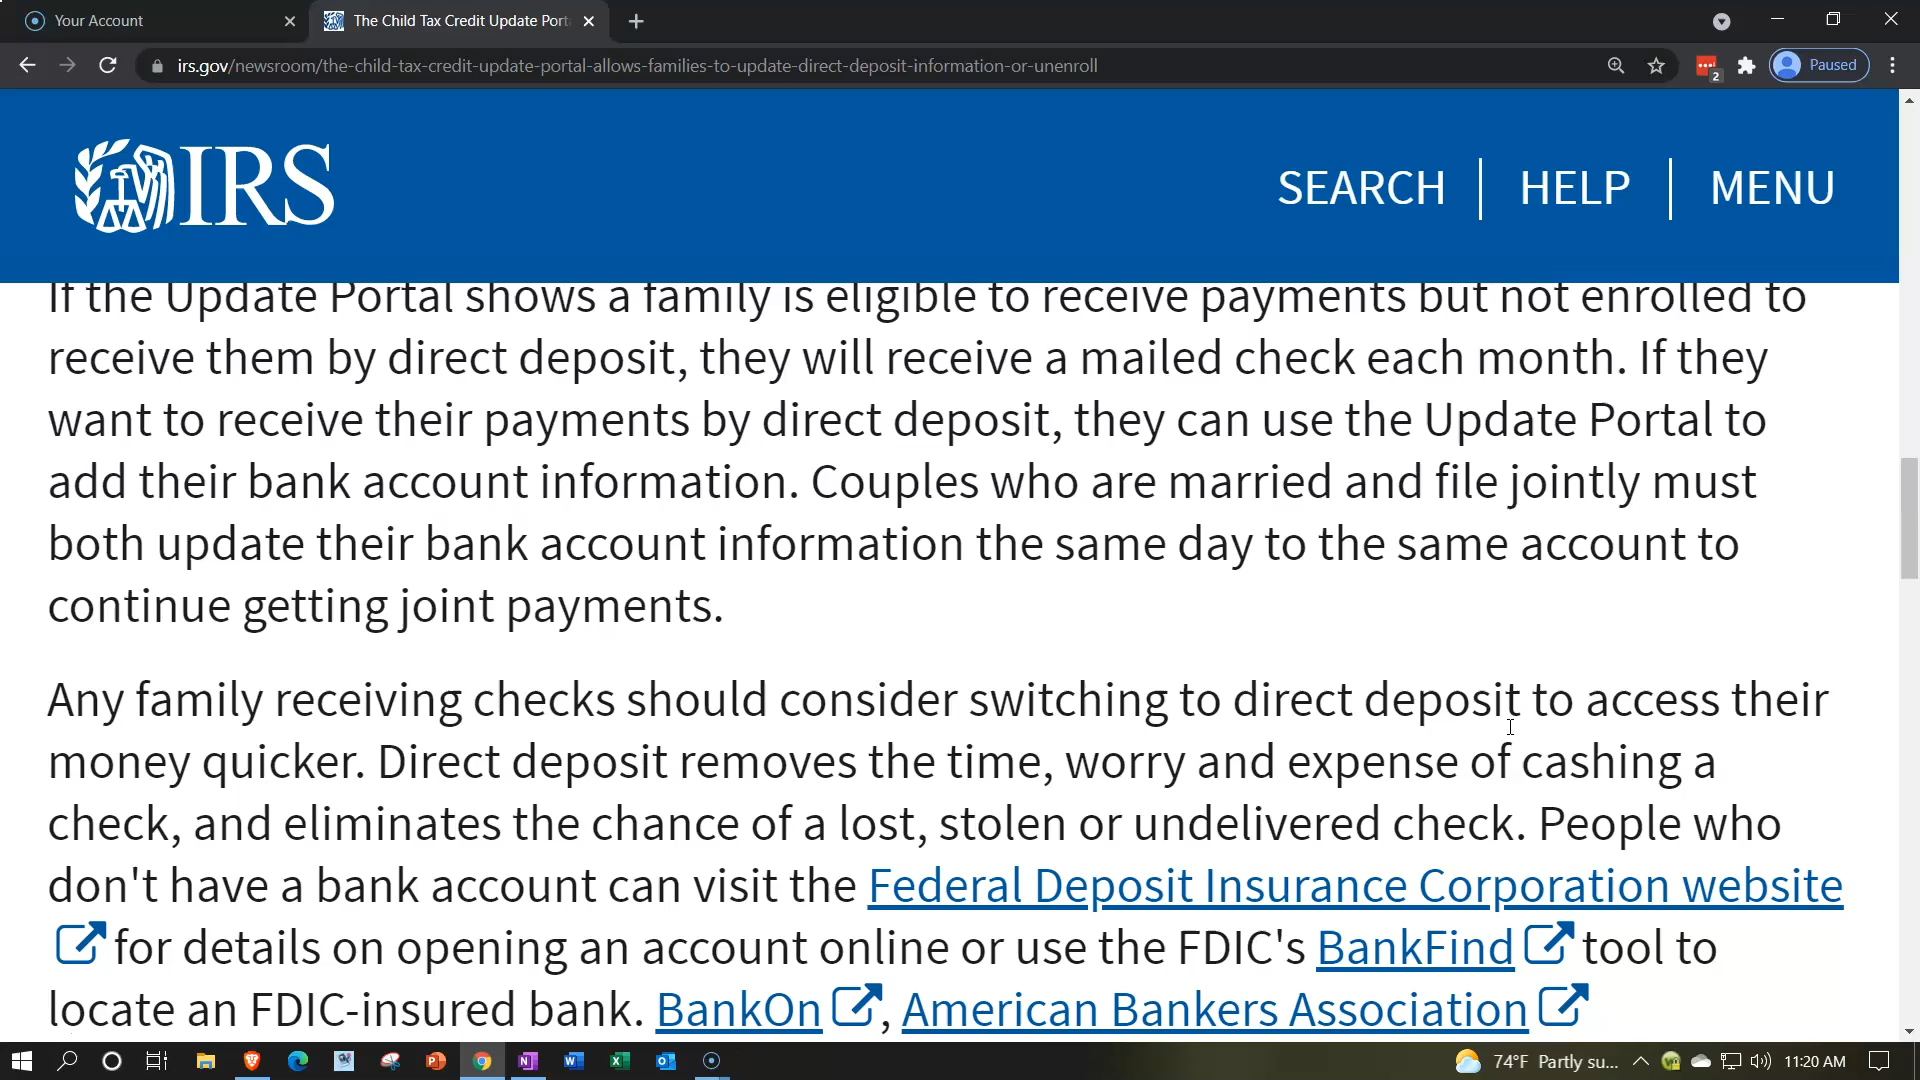 Your Account
The Child Tax Credit Update Port
irs.gov/newsroom/the-child-tax-credit-update-portal-allows-families-to-update-direct-deposit-information-or-unenroll
2
Paused
IRS
SEARCH
HELP
MENU
If the Update Portal shows a family is eligible to receive payments but not enrolled to
receive them by direct deposit, they will receive a mailed check each month. If they
want to receive their payments by direct deposit, they can use the Update Portal to
add their bank account information. Couples who are married and file jointly must
both update their bank account information the same day to the same account to
continue getting joint payments.
Any family receiving checks should consider switching to direct deposit to access their
money quicker. Direct deposit removes the time, worry and expense of cashing a
check, and eliminates the chance of a lost, stolen or undelivered check. People who
don't have a bank account can visit the Federal Deposit Insurance Corporation website
for details on opening an account online or use the FDIC's BankFind tool to
locate an FDIC-insured bank. BankOn, American Bankers Association
74°F Partly su...
11:20 AM